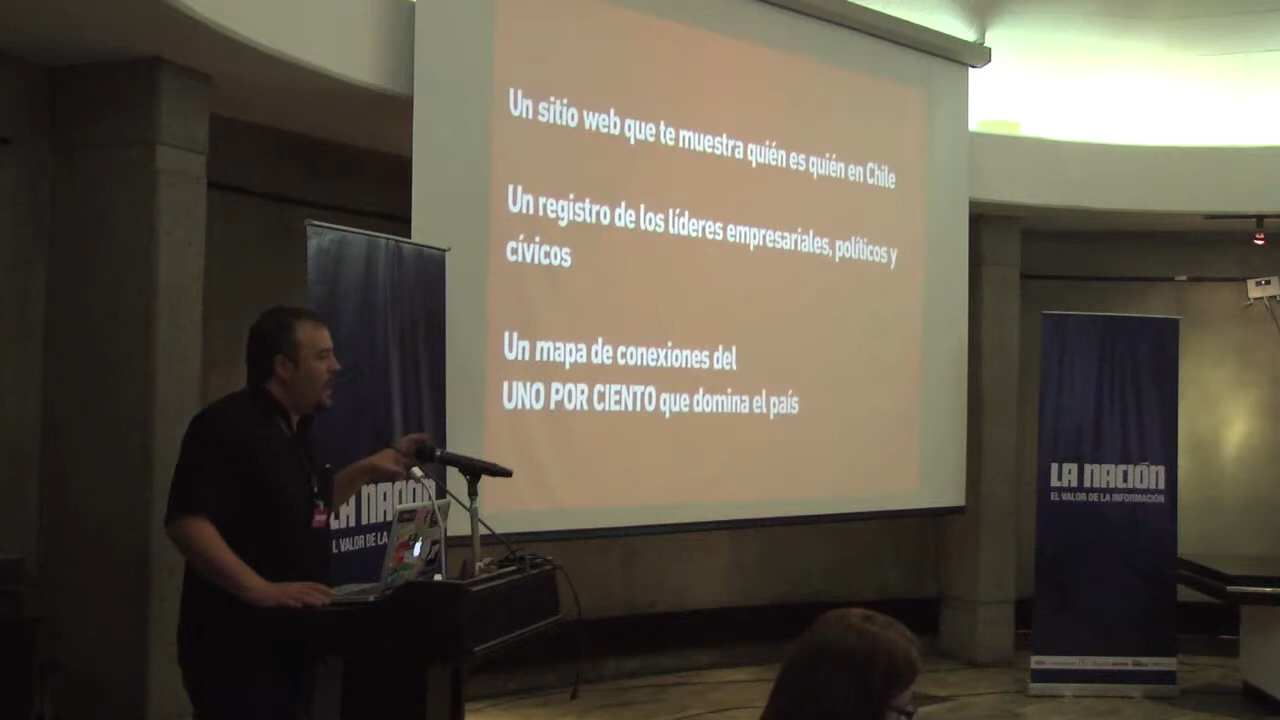 Un sitio web que te muestra quién es quién en Chile
Un registro de los líderes empresariales, políticos y
cívicos
Un mapa de conexiones del
UNO POR CIENTO que domina el país
LA NACION
EL VALOR DE LA
LA NACIÓN
EL VALOR DE LA INFORMACIÓN